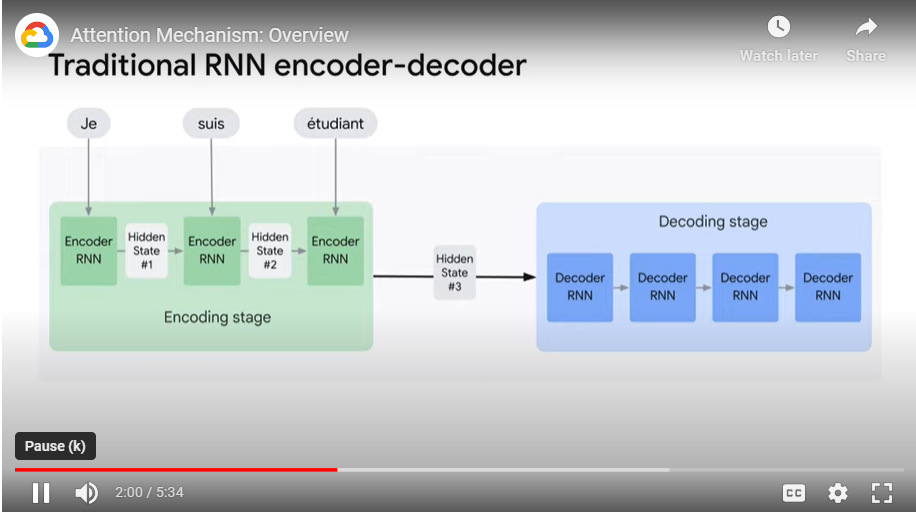 Attention Mechanism: Overview
Watch later
Share
Traditional RNN encoder-decoder
Je
suis
étudiant
Encoder
RNN
Hidden
State
#1
Encoder
RNN
Hidden
State
#2
Encoder
RNN
Encoding stage
Hidden
State
#3
Decoding stage
Decoder
RNN
Decoder
RNN
Decoder
RNN
Decoder
RNN
Pause (k)
2:00 / 5:34
CC